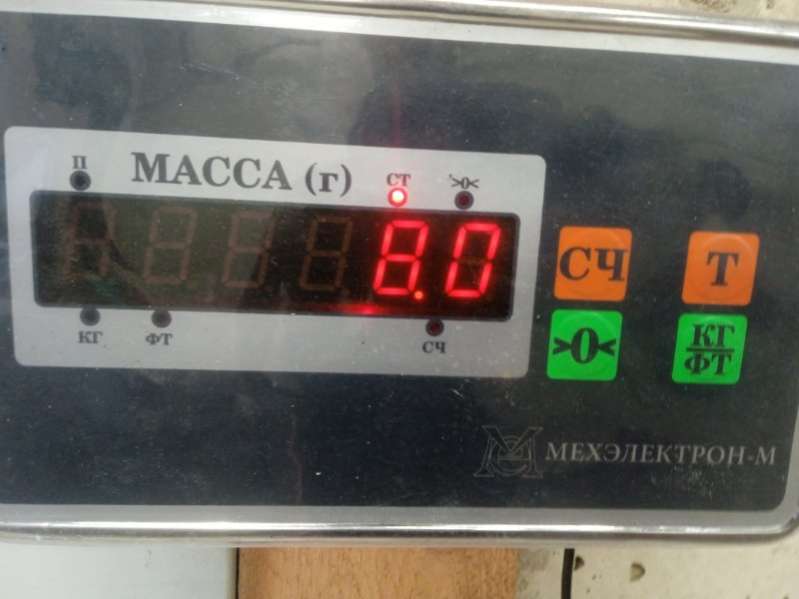 П
МАССА (г)
СТ
>0<
8.0
КГ
ФТ
СЧ
СЧ
Т
>0<
КГ
ФТ
МЕХЭЛЕКТРОН-М